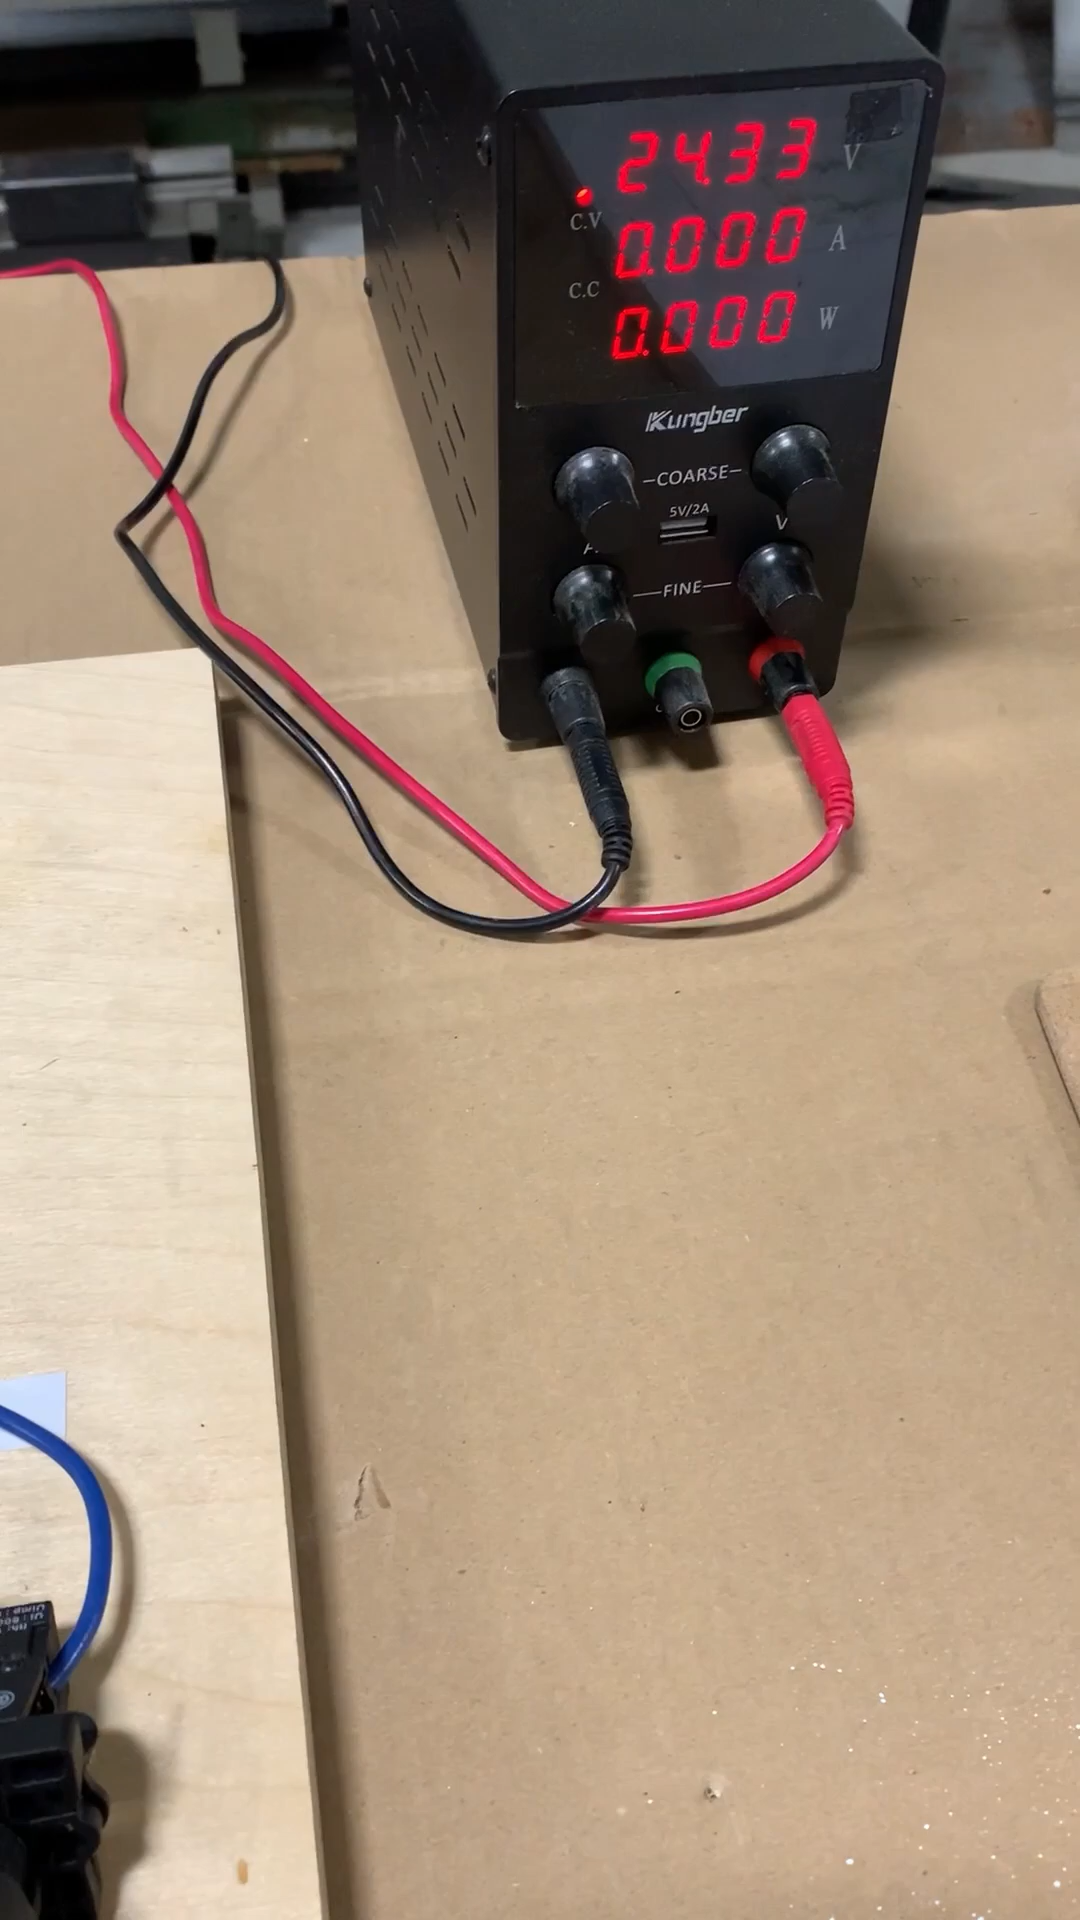 24.33 V
C.V
0.000 A
C.C
0.000 W
Kungber
COARSE
5V/2A
V
FINE